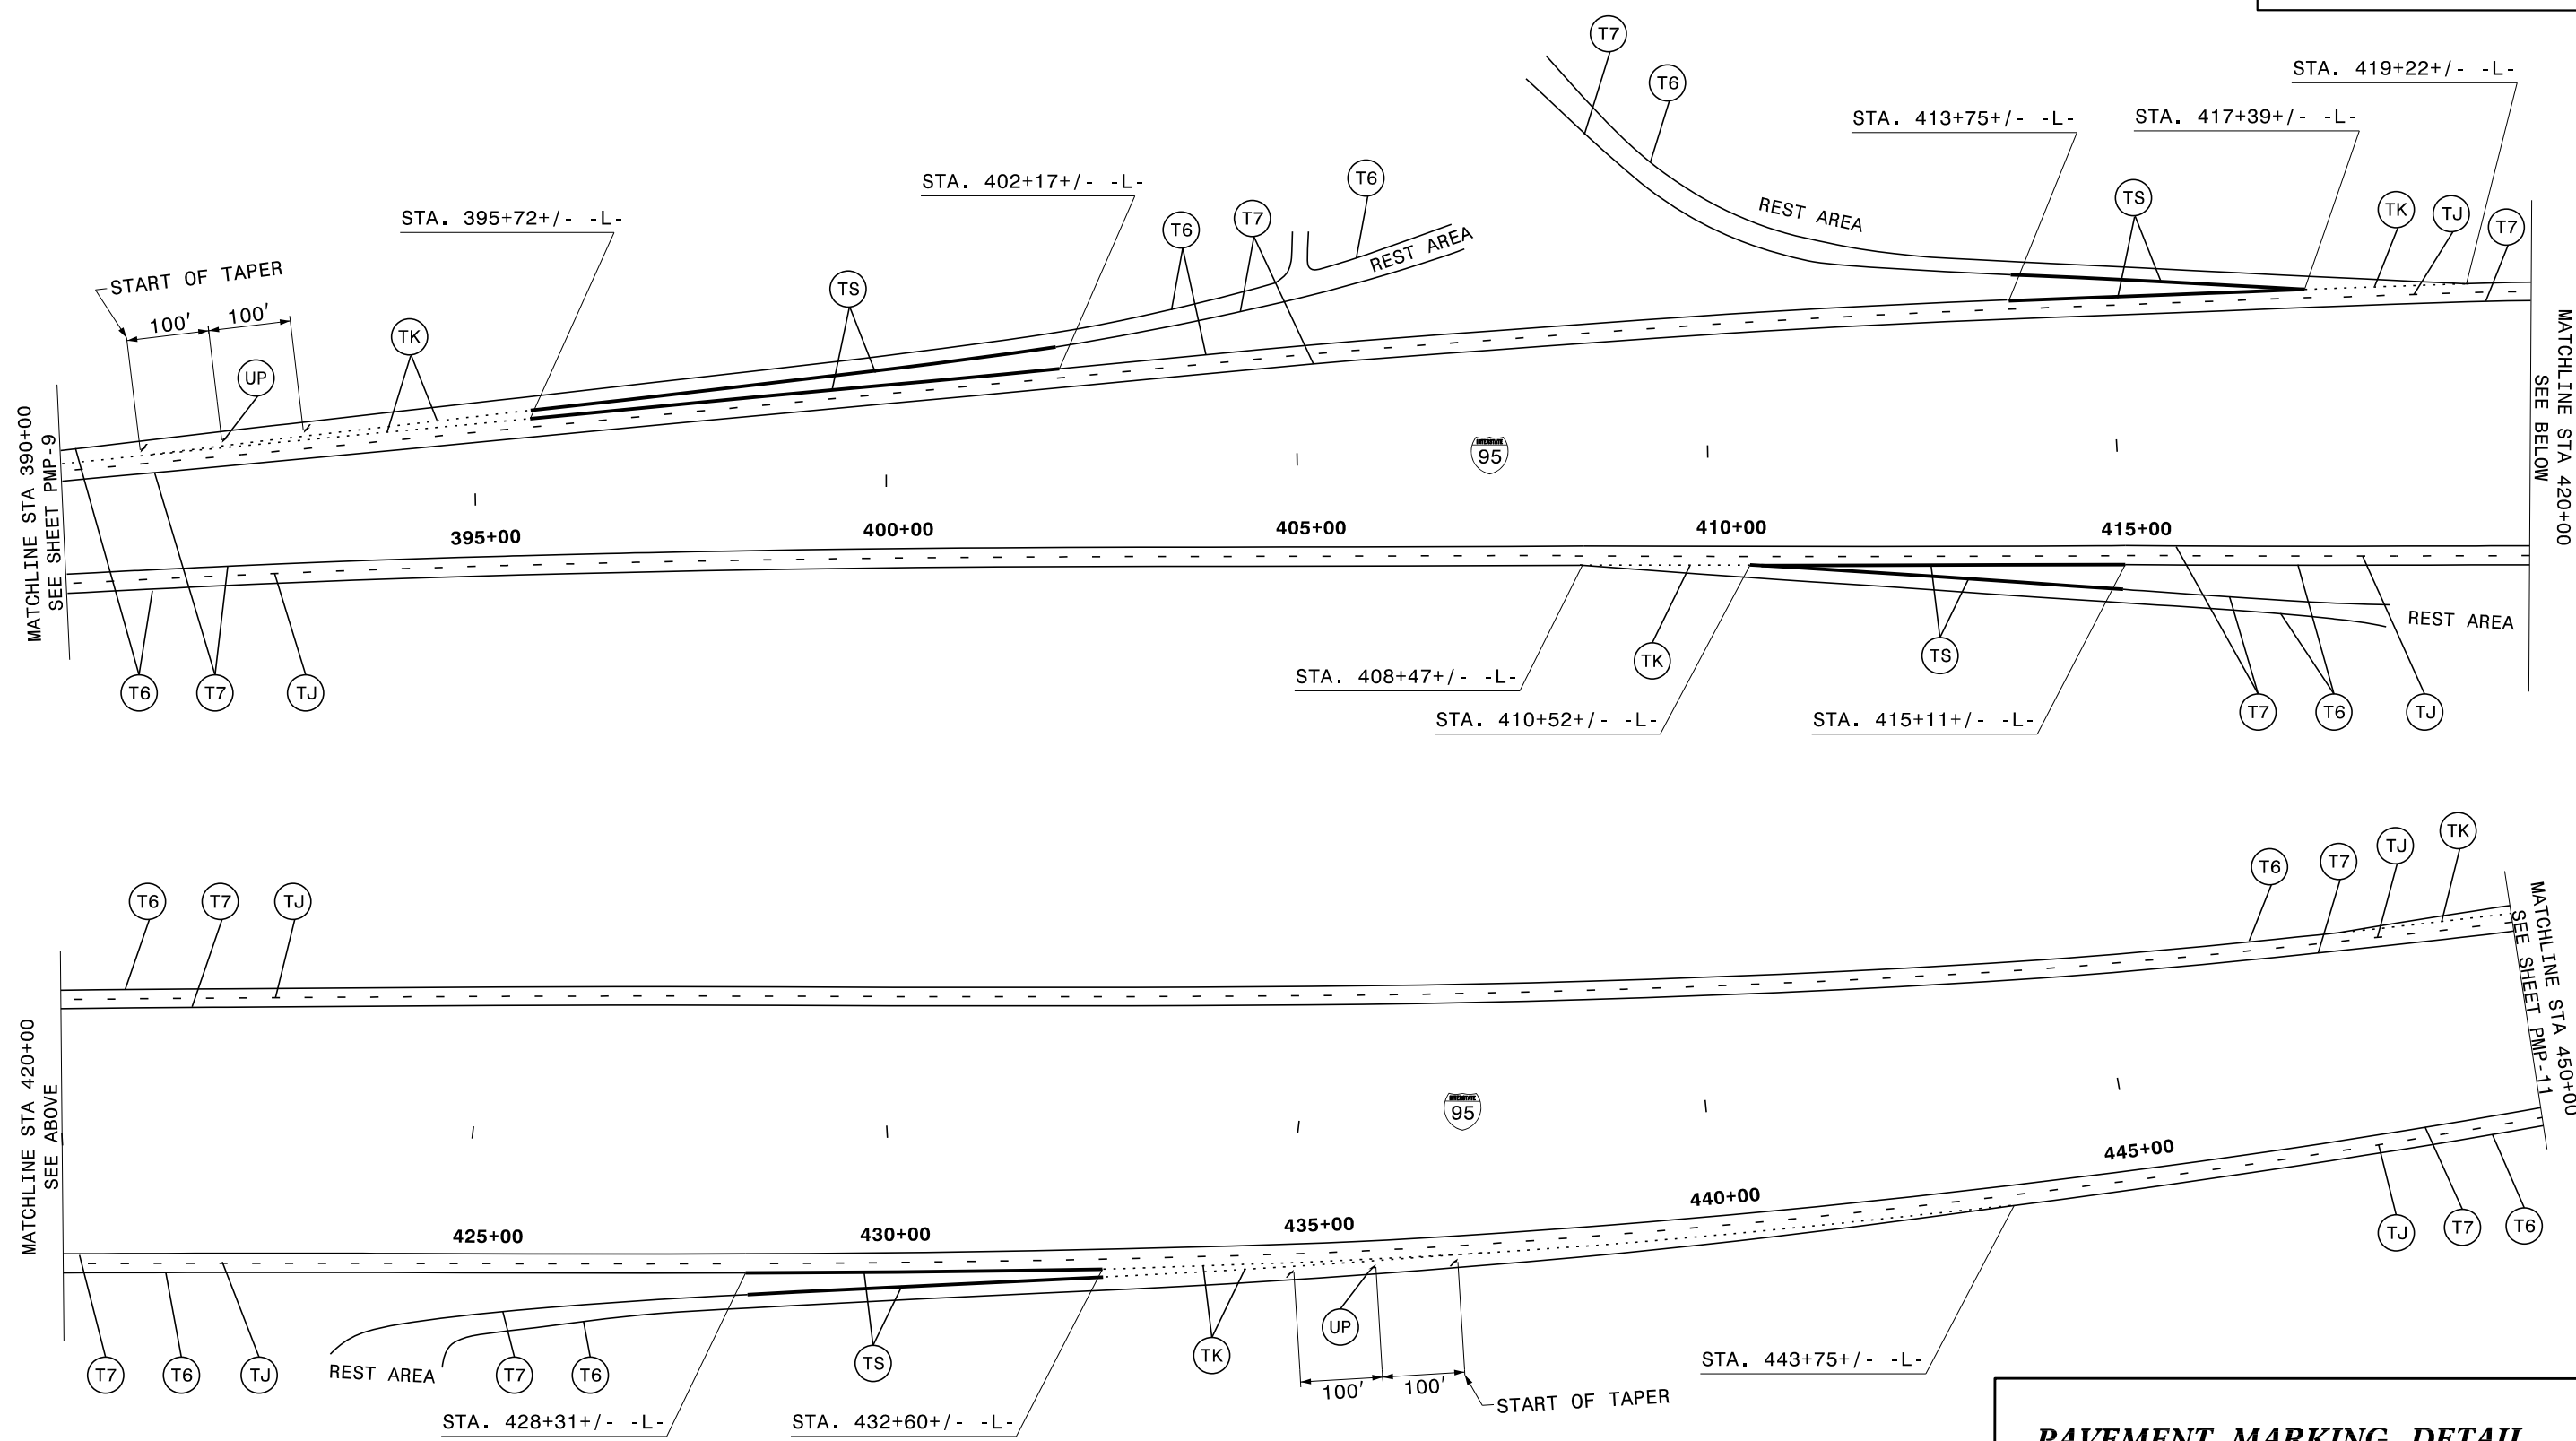 T7
T6
STA. 419+22+/- -L-
STA. 413+75+/- -L-
STA. 417+39+/- -L-
STA. 402+17+/- -L-
T6
TS
REST AREA
TK
TJ
T7
STA. 395+72+/- -L-
T6
T7
REST AREA
START OF TAPER
100' 100'
TS
TK
UP
MATCHLINE STA 390+00
SEE SHEET PMP-9
INTERSTATE
95
MATCHLINE STA 420+00
SEE BELOW
395+00 400+00 405+00 410+00 415+00
REST AREA
T6 T7 TJ
STA. 408+47+/- -L-
TK
TS
STA. 410+52+/- -L-
STA. 415+11+/- -L-
T7 T6 TJ
T6 T7 TJ
T6 T7 TJ TK
MATCHLINE STA 420+00
SEE ABOVE
INTERSTATE
95
MATCHLINE STA 450+00
SEE SHEET PMP-11
425+00 430+00 435+00 440+00 445+00
TJ T7 T6
T7 T6 TJ
REST AREA
T7 T6
TS
TK
UP
100' 100'
START OF TAPER
STA. 443+75+/- -L-
STA. 428+31+/- -L-
STA. 432+60+/- -L-
PAVEMENT MARKING DETAIL